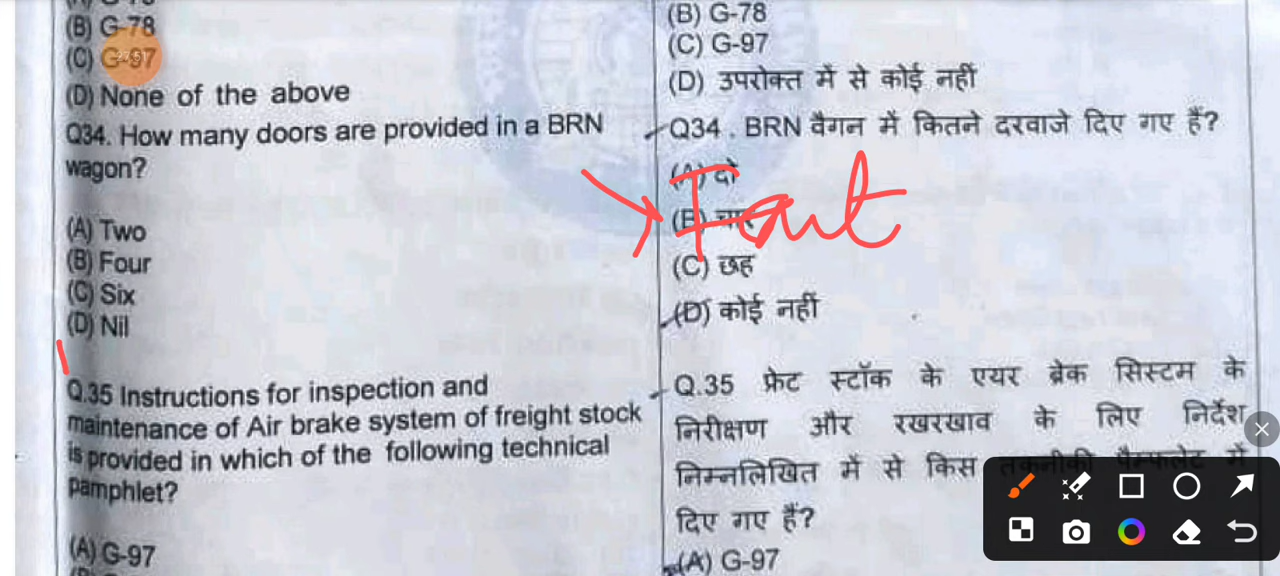 (B) G-78
(C) G-97
(D) None of the above
Q34. How many doors are provided in a BRN
wagon?
(A) Two
(B) Four
(C) Six
(D) Nil
Q.35 Instructions for inspection and
maintenance of Air brake system of freight stock
is provided in which of the following technical
pamphlet?
(A) G-97
(B) G-78
(C) G-97
(D) उपरोक्त में से कोई नहीं
Q34 . BRN वैगन में कितने दरवाजे दिए गए हैं?
(A) दो
(B) चार
(C) छह
(D) कोई नहीं
Q.35 फ्रेट स्टॉक के एयर ब्रेक सिस्टम के
निरीक्षण और रखरखाव के लिए निर्देश
निम्नलिखित में से किस तकनीकी पैम्फलेट में
दिए गए हैं?
(A) G-97